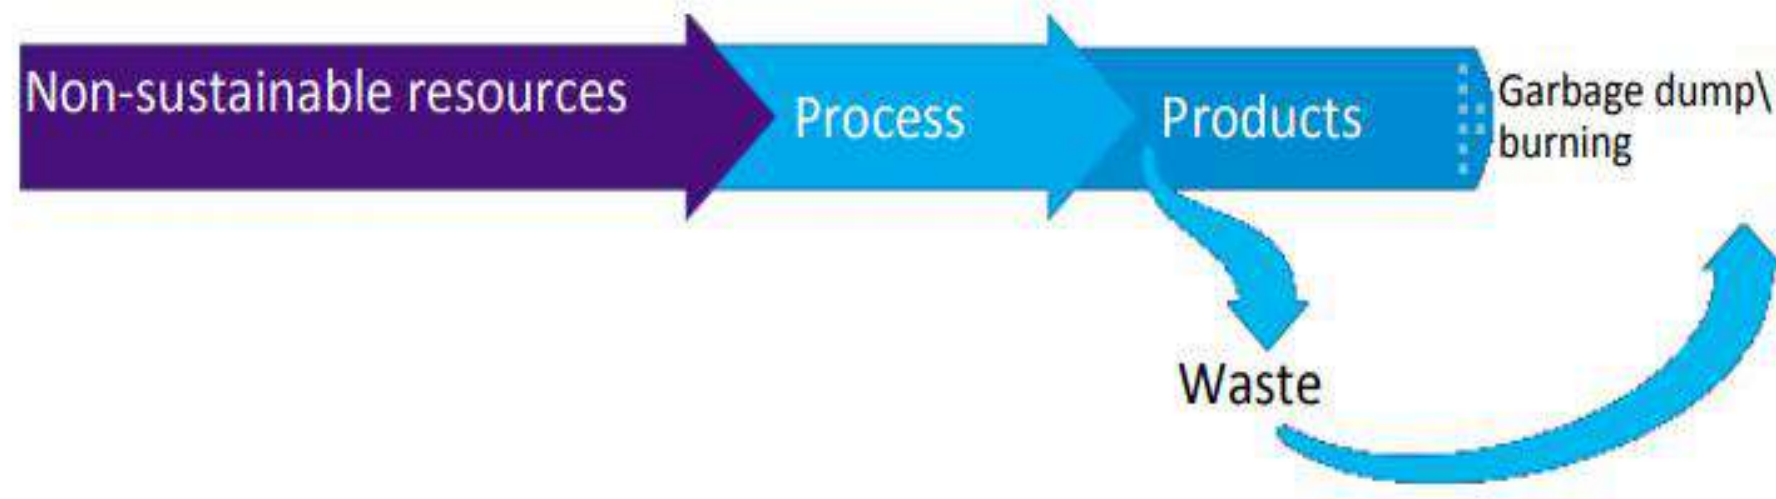 Non-sustainable resources
Process
Products
Garbage dump\
burning
Waste